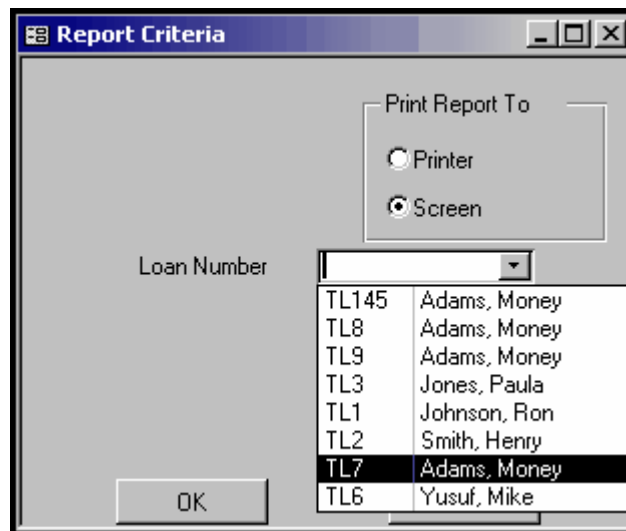 Report Criteria
Print Report To
Printer
Screen
Loan Number
TL145 Adams, Money
TL8 Adams, Money
TL9 Adams, Money
TL3 Jones, Paula
TL1 Johnson, Ron
TL2 Smith, Henry
TL7 Adams, Money
TL6 Yusuf, Mike
OK